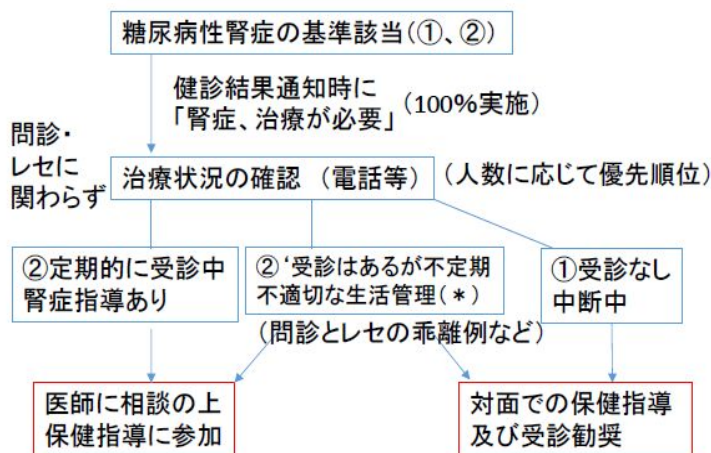 糖尿病性腎症の基準該当(①、②)
健診結果通知時に
「腎症、治療が必要」
(100%実施)
問診・
レセに
関わらず
治療状況の確認 (電話等)
(人数に応じて優先順位)
②定期的に受診中
腎症指導あり
②‘受診はあるが不定期
不適切な生活管理(*)
①受診なし
中断中
(問診とレセの乖離例など)
医師に相談の上
保健指導に参加
対面での保健指導
及び受診勧奨